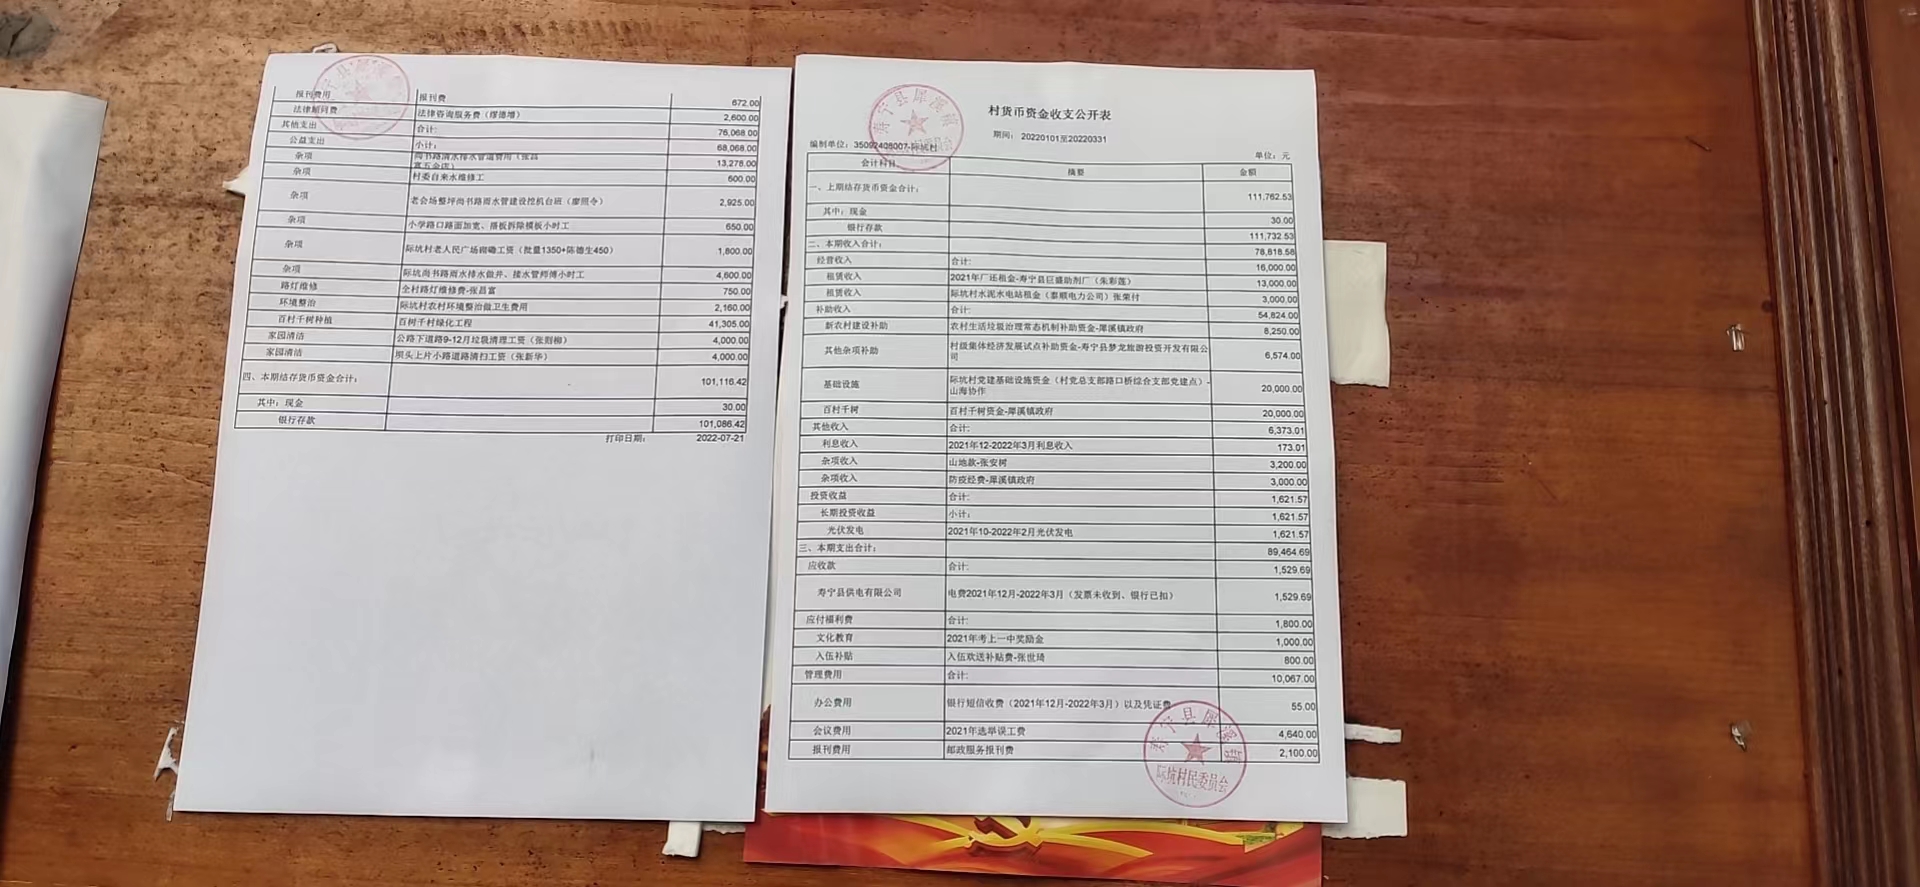 报刊费用 报刊费 672.00
法律顾问费 法律咨询服务费（缪德增） 2,600.00
其他支出 合计: 76,068.00
公益支出 小计: 68,068.00
杂项 尚书路清水排水管道费用（张昌富五金店） 13,278.00
杂项 村委自来水维修工 600.00
杂项 老会场整坪尚书路雨水管建设挖机台班（廖照令） 2,925.00
杂项 小学路口路面加宽、搭板拆除模板小时工 650.00
杂项 际坑村老人民广场砌磡工资（批量1350+陈德生450） 1,800.00
杂项 际坑尚书路雨水排水做井、接水管师傅小时工 4,600.00
路灯维修 全村路灯维修费-张昌富 750.00
环境整治 际坑村农村环境整治做卫生费用 2,160.00
百村千树种植 百树千村绿化工程 41,305.00
家园清洁 公路下道路9-12月垃圾清理工资（张则柳） 4,000.00
家园清洁 坝头上片小路道路清扫工资（张新华） 4,000.00
四、本期结存货币资金合计: 101,116.42
其中: 现金 30.00
银行存款 101,086.42
打印日期: 2022-07-21
村货币资金收支公开表
期间: 20220101至20220331
编制单位: 35092408007-际坑村 单位: 元
会计科目 摘要 金额
一、上期结存货币资金合计: 111,762.53
其中: 现金 30.00
银行存款 111,732.53
二、本期收入合计: 78,818.58
经营收入 合计: 16,000.00
租赁收入 2021年厂还租金-寿宁县巨盛助剂厂（朱彩莲） 13,000.00
租赁收入 际坑村水泥水电站租金（泰顺电力公司）张荣付 3,000.00
补助收入 合计: 54,824.00
新农村建设补助 农村生活垃圾治理常态机制补助资金-犀溪镇政府 8,250.00
其他杂项补助 村级集体经济发展试点补助资金-寿宁县梦龙旅游投资开发有限公司 6,574.00
基础设施 际坑村党建基础设施资金（村党总支部路口桥综合支部党建点）-山海协作 20,000.00
百村千树 百村千树资金-犀溪镇政府 20,000.00
其他收入 合计: 6,373.01
利息收入 2021年12-2022年3月利息收入 173.01
杂项收入 山地款-张安树 3,200.00
杂项收入 防疫经费-犀溪镇政府 3,000.00
投资收益 合计: 1,621.57
长期投资收益 小计: 1,621.57
光伏发电 2021年10-2022年2月光伏发电 1,621.57
三、本期支出合计: 89,464.69
应收款 合计: 1,529.69
寿宁县供电有限公司 电费2021年12月-2022年3月（发票未收到、银行已扣） 1,529.69
应付福利费 合计: 1,800.00
文化教育 2021年考上一中奖励金 1,000.00
入伍补贴 入伍欢送补贴费-张世琦 800.00
管理费用 合计: 10,067.00
办公费用 银行短信收费（2021年12月-2022年3月）以及凭证费 55.00
会议费用 2021年选举误工费 4,640.00
报刊费用 邮政服务报刊费 2,100.00
寿宁县犀溪镇
际坑村民委员会